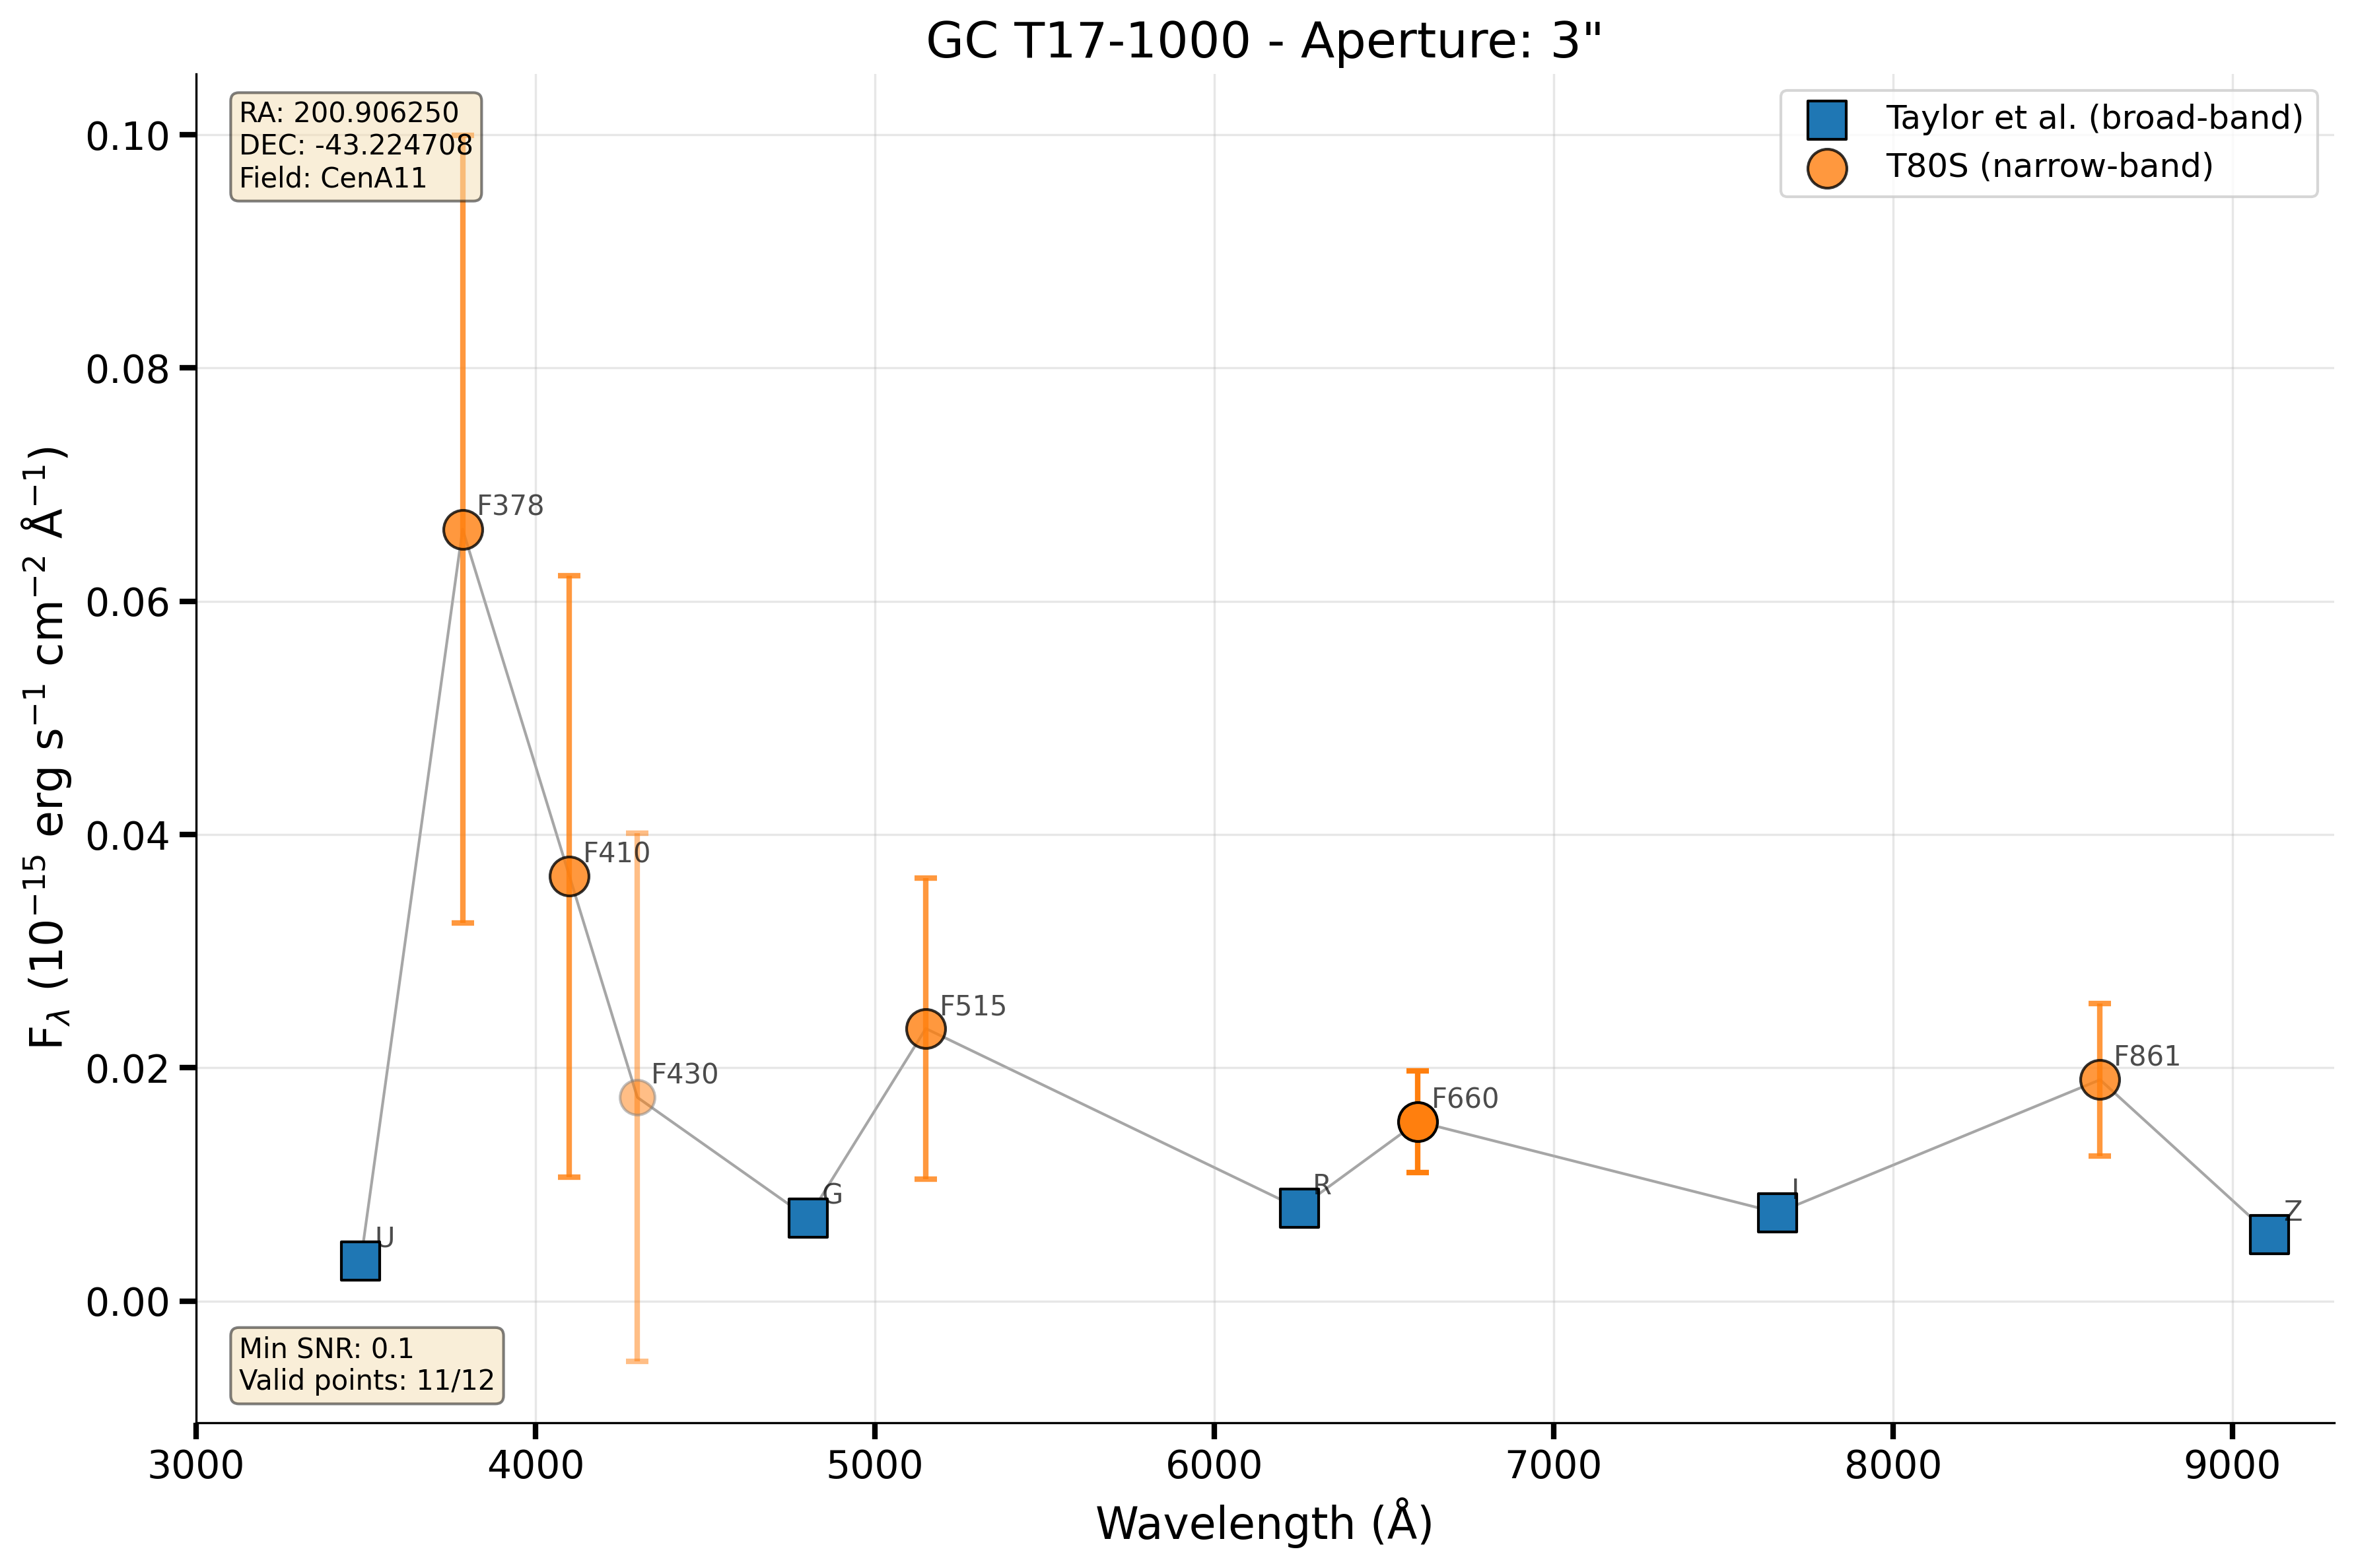 GC T17-1000 - Aperture: 3"
RA: 200.906250
DEC: -43.224708
Field: CenA11
Taylor et al. (broad-band)
T80S (narrow-band)
0.10
0.08
0.06
0.04
0.02
0.00
F_λ (10⁻¹⁵ erg s⁻¹ cm⁻² Å⁻¹)
F378
F410
F430
F515
F660
F861
U
G
R
I
Z
Min SNR: 0.1
Valid points: 11/12
3000 4000 5000 6000 7000 8000 9000
Wavelength (Å)